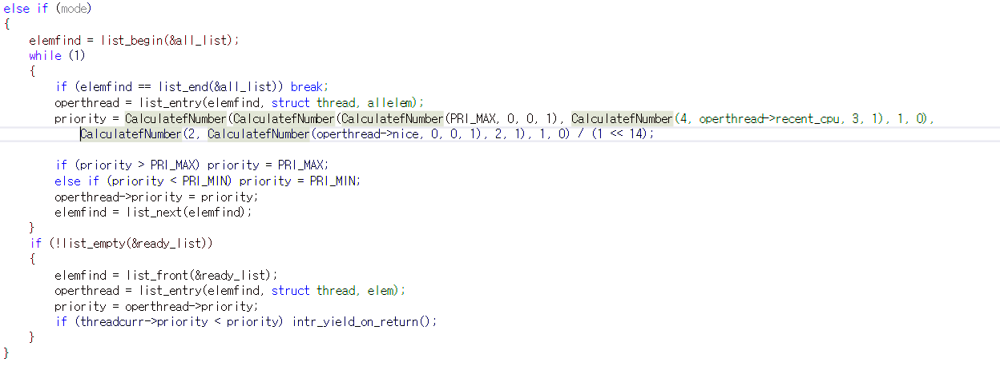 else if (mode)
{
elemfind = list_begin(&all_list);
while (1)
{
if (elemfind == list_end(&all_list)) break;
operthread = list_entry(elemfind, struct thread, allelem);
priority = CalculatefNumber(CalculatefNumber(CalculatefNumber(PRI_MAX, 0, 0, 1), CalculatefNumber(4, operthread->recent_cpu, 3, 1), 1, 0),
CalculatefNumber(2, CalculatefNumber(operthread->nice, 0, 0, 1), 2, 1), 1, 0) / (1 << 14);
if (priority > PRI_MAX) priority = PRI_MAX;
else if (priority < PRI_MIN) priority = PRI_MIN;
operthread->priority = priority;
elemfind = list_next(elemfind);
}
if (!list_empty(&ready_list))
{
elemfind = list_front(&ready_list);
operthread = list_entry(elemfind, struct thread, elem);
priority = operthread->priority;
if (threadcurr->priority < priority) intr_yield_on_return();
}
}